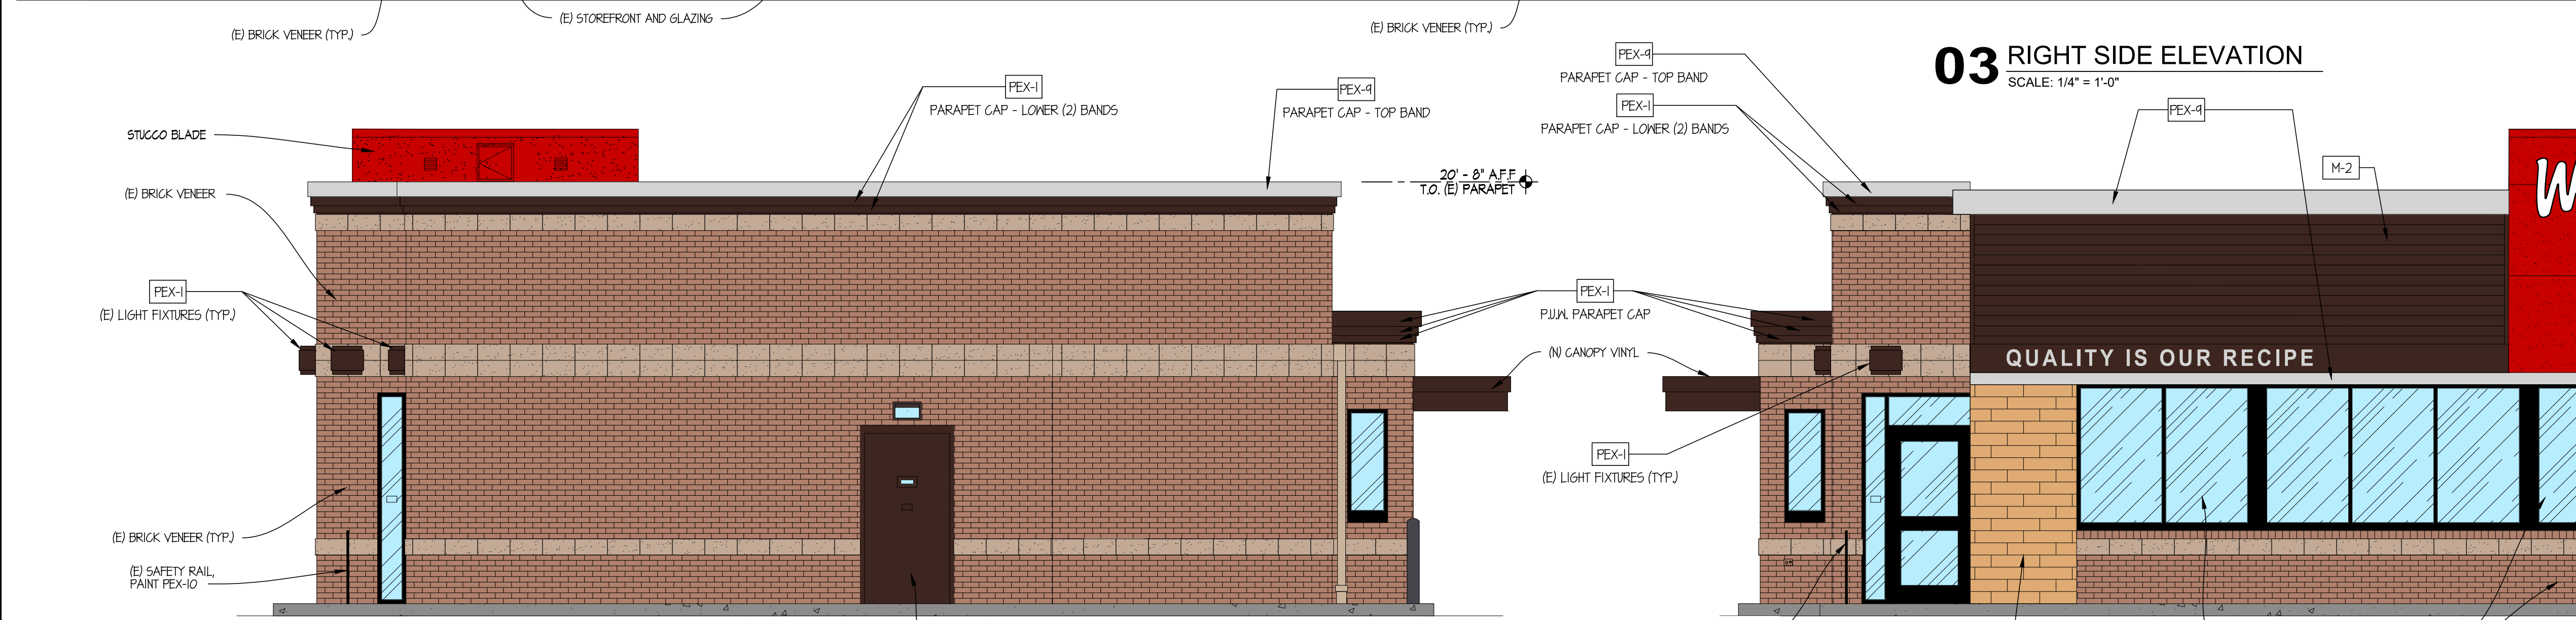 (E) STOREFRONT AND GLAZING
(E) BRICK VENEER (TYP.)
(E) BRICK VENEER (TYP.)
03 RIGHT SIDE ELEVATION
SCALE: 1/4" = 1'-0"
PEX-1
PARAPET CAP - LOWER (2) BANDS
PEX-9
PARAPET CAP - TOP BAND
STUCCO BLADE
(E) BRICK VENEER
PEX-1
(E) LIGHT FIXTURES (TYP.)
(E) BRICK VENEER (TYP.)
(E) SAFETY RAIL,
PAINT PEX-10
20' - 8" A.F.F
T.O. (E) PARAPET
PEX-9
PARAPET CAP - TOP BAND
PEX-1
PARAPET CAP - LOWER (2) BANDS
PEX-1
P.U.W. PARAPET CAP
(N) CANOPY VINYL
PEX-1
(E) LIGHT FIXTURES (TYP.)
PEX-9
M-2
QUALITY IS OUR RECIPE